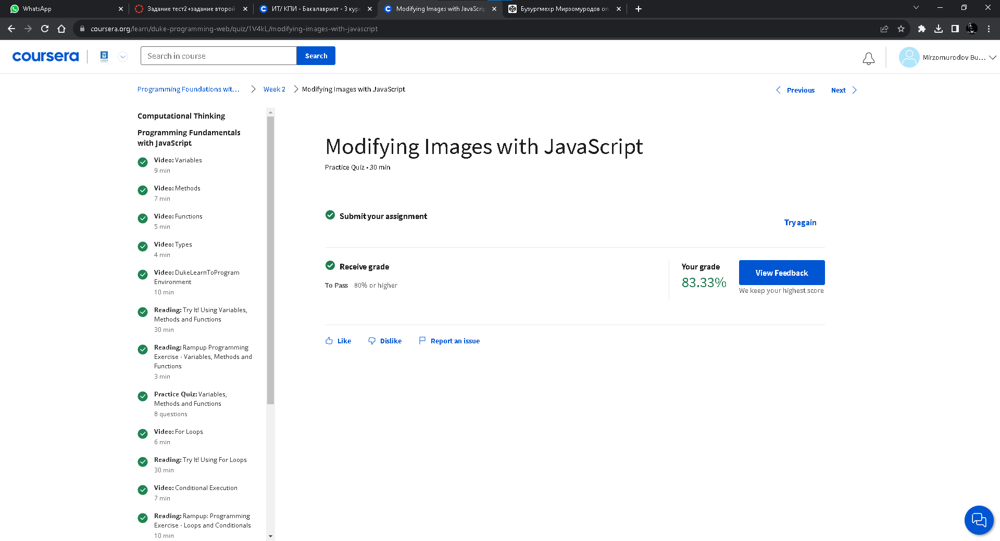 WhatsApp
Задание тест2+задание второй
ИТ/ КПИ - Бакалавриат - 3 курс
Modifying Images with JavaScrip
Бузургмехр Мирзомуродов on
coursera.org/learn/duke-programming-web/quiz/1V4kL/modifying-images-with-javascript
coursera
Search in course
Search
Mirzomurodov Bu...
Programming Foundations wit...
Week 2
Modifying Images with JavaScript
Previous
Next
Computational Thinking
Programming Fundamentals
with JavaScript
Video: Variables
9 min
Video: Methods
7 min
Video: Functions
5 min
Video: Types
4 min
Video: DukeLearnToProgram
Environment
10 min
Reading: Try It! Using Variables,
Methods and Functions
30 min
Reading: Rampup Programming
Exercise - Variables, Methods and
Functions
3 min
Practice Quiz: Variables,
Methods and Functions
8 questions
Video: For Loops
6 min
Reading: Try It! Using For Loops
30 min
Video: Conditional Execution
7 min
Reading: Rampup: Programming
Exercise - Loops and Conditionals
10 min
Modifying Images with JavaScript
Practice Quiz • 30 min
Submit your assignment
Try again
Receive grade
To Pass 80% or higher
Your grade
83.33%
View Feedback
We keep your highest score
Like
Dislike
Report an issue